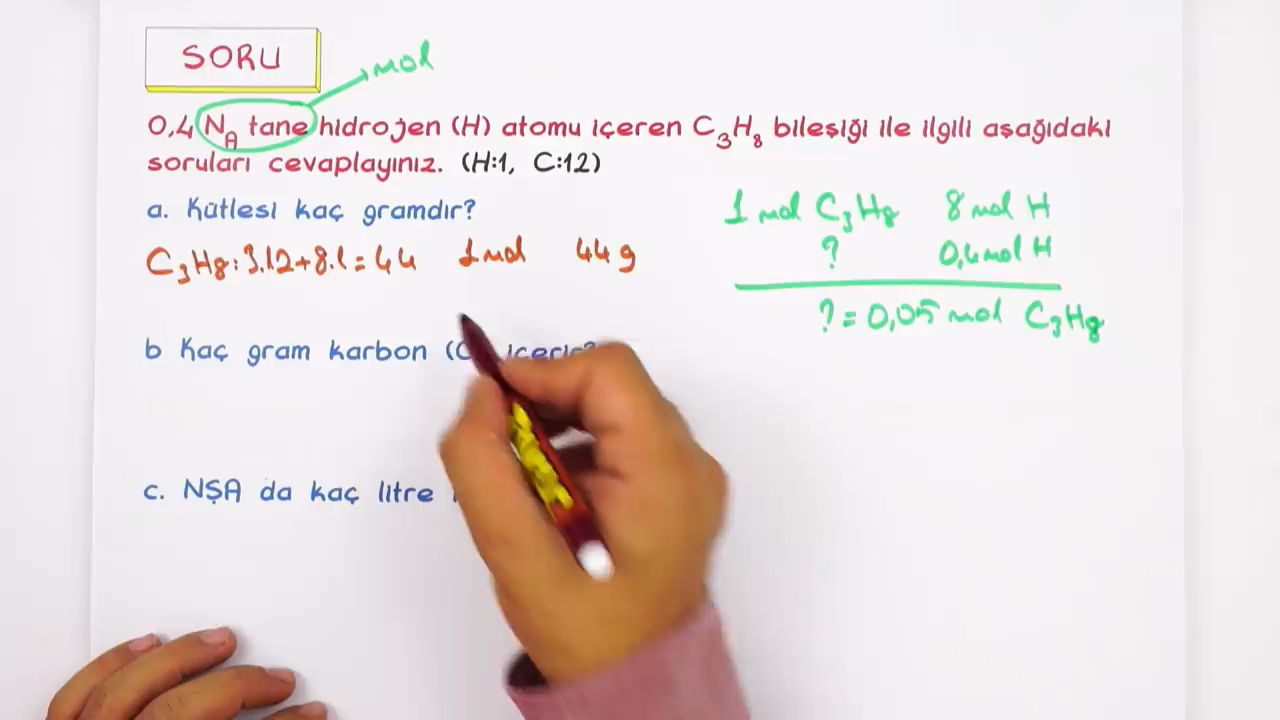 SORU
mol
0,4 N_A tane hidrojen (H) atomu içeren C₃H₈ bileşiği ile ilgili aşağıdaki
soruları cevaplayınız. (H:1, C:12)
a. Kütlesi kaç gramdır?
C₃H₈: 3.12+8.1=44 1 mol 44 g
1 mol C₃H₈ 8 mol H
? 0,4 mol H
? = 0,05 mol C₃H₈
b Kaç gram karbon (C içerir?
c. NŞA da kaç litre